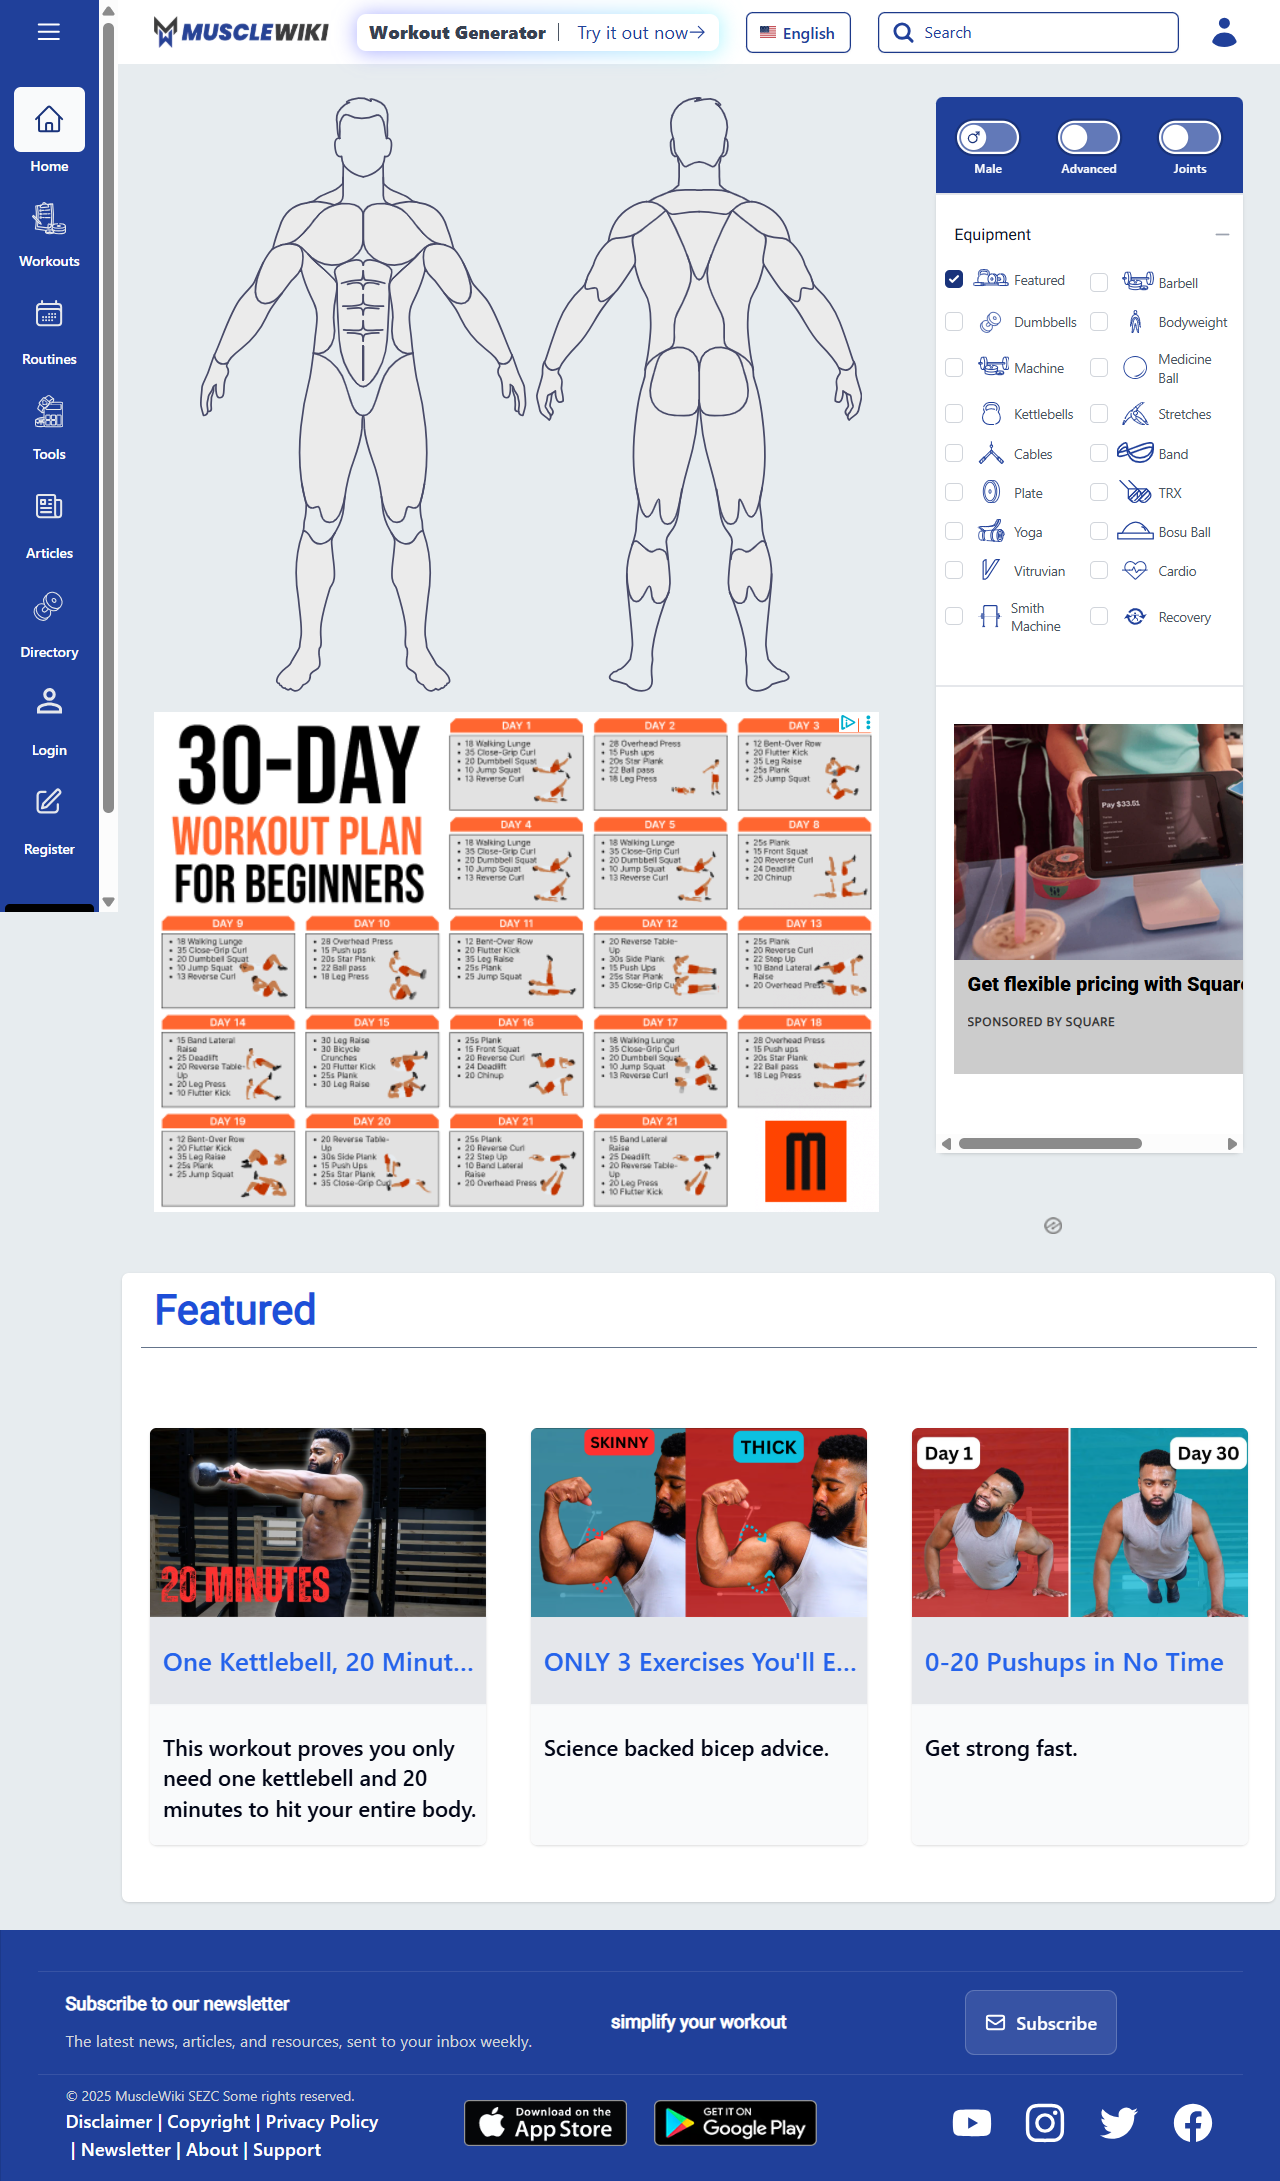 MUSCLEWIKI
Workout Generator | Try it out now→
English
Search
Home
Workouts
Routines
Tools
Articles
Directory
Login
Register
Male
Advanced
Joints
Equipment
Featured
Barbell
Dumbbells
Bodyweight
Machine
Medicine
Ball
Kettlebells
Stretches
Cables
Band
Plate
TRX
Yoga
Bosu Ball
Vitruvian
Cardio
Smith
Machine
Recovery
30-DAY
WORKOUT PLAN
FOR BEGINNERS
DAY 1
• 18 Walking Lunge
• 35 Close-Grip Curl
• 20 Dumbbell Squat
• 10 Jump Squat
• 13 Reverse Curl
DAY 2
• 28 Overhead Press
• 15 Push ups
• 20s Star Plank
• 22 Ball pass
• 18 Leg Press
DAY 3
• 12 Bent-Over Row
• 20 Flutter Kick
• 35 Leg Raise
• 25s Plank
• 25 Jump Squat
DAY 4
• 18 Walking Lunge
• 35 Close-Grip Curl
• 20 Dumbbell Squat
• 10 Jump Squat
• 13 Reverse Curl
DAY 5
• 18 Walking Lunge
• 35 Close-Grip Curl
• 20 Dumbbell Squat
• 10 Jump Squat
• 13 Reverse Curl
DAY 8
• 25s Plank
• 15 Front Squat
• 20 Reverse Curl
• 24 Deadlift
• 20 Chinup
DAY 9
• 18 Walking Lunge
• 35 Close-Grip Curl
• 20 Dumbbell Squat
• 10 Jump Squat
• 13 Reverse Curl
DAY 10
• 28 Overhead Press
• 15 Push ups
• 20s Star Plank
• 22 Ball pass
• 18 Leg Press
DAY 11
• 12 Bent-Over Row
• 20 Flutter Kick
• 35 Leg Raise
• 25s Plank
• 25 Jump Squat
DAY 12
• 20 Reverse Table-
Up
• 30s Side Plank
• 15 Push Ups
• 25s Star Plank
• 35 Close-Grip Cu
DAY 13
• 25s Plank
• 20 Reverse Curl
• 22 Step Up
• 10 Band Lateral
Raise
• 20 Overhead Press
DAY 14
• 15 Band Lateral
Raise
• 25 Deadlift
• 20 Reverse Table-
Up
• 20 Leg Press
• 10 Flutter Kick
DAY 15
• 30 Leg Raise
• 30 Bicycle
Crunches
• 20 Flutter Kick
• 25s Plank
• 30 Leg Raise
DAY 16
• 25s Plank
• 15 Front Squat
• 20 Reverse Curl
• 24 Deadlift
• 20 Chinup
DAY 17
• 18 Walking Lunge
• 35 Close-Grip Curl
• 20 Dumbbell Squat
• 10 Jump Squat
• 13 Reverse Curl
DAY 18
• 28 Overhead Press
• 15 Push ups
• 20s Star Plank
• 22 Ball pass
• 18 Leg Press
DAY 19
• 12 Bent-Over Row
• 20 Flutter Kick
• 35 Leg Raise
• 25s Plank
• 25 Jump Squat
DAY 20
• 20 Reverse Table-
Up
• 30s Side Plank
• 15 Push Ups
• 25s Star Plank
• 35 Close-Grip Cu
DAY 21
• 25s Plank
• 20 Reverse Curl
• 22 Step Up
• 10 Band Lateral
Raise
• 20 Overhead Press
DAY 21
• 15 Band Lateral
Raise
• 25 Deadlift
• 20 Reverse Table-
Up
• 20 Leg Press
• 10 Flutter Kick
m
Pay $33.51
Get flexible pricing with Square
SPONSORED BY SQUARE
Featured
20 MINUTES
One Kettlebell, 20 Minut...
This workout proves you only
need one kettlebell and 20
minutes to hit your entire body.
SKINNY
THICK
ONLY 3 Exercises You'll E...
Science backed bicep advice.
Day 1
Day 30
0-20 Pushups in No Time
Get strong fast.
Subscribe to our newsletter
The latest news, articles, and resources, sent to your inbox weekly.
simplify your workout
Subscribe
© 2025 MuscleWiki SEZC Some rights reserved.
Disclaimer | Copyright | Privacy Policy
| Newsletter | About | Support
Download on the
App Store
GET IT ON
Google Play